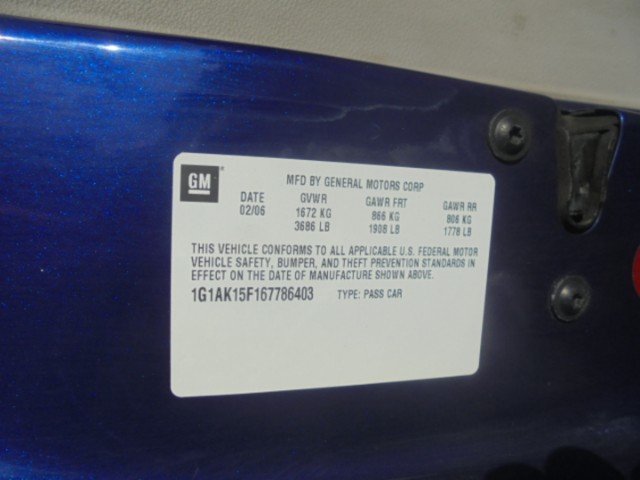 GM
MFD BY GENERAL MOTORS CORP
DATE GVWR GAWR FRT GAWR RR
02/06 1672 KG 866 KG 806 KG
3686 LB 1908 LB 1778 LB
THIS VEHICLE CONFORMS TO ALL APPLICABLE U.S. FEDERAL MOTOR
VEHICLE SAFETY, BUMPER, AND THEFT PREVENTION STANDARDS IN
EFFECT ON THE DATE OF MANUFACTURE SHOWN ABOVE.
1G1AK15F167786403 TYPE: PASS CAR